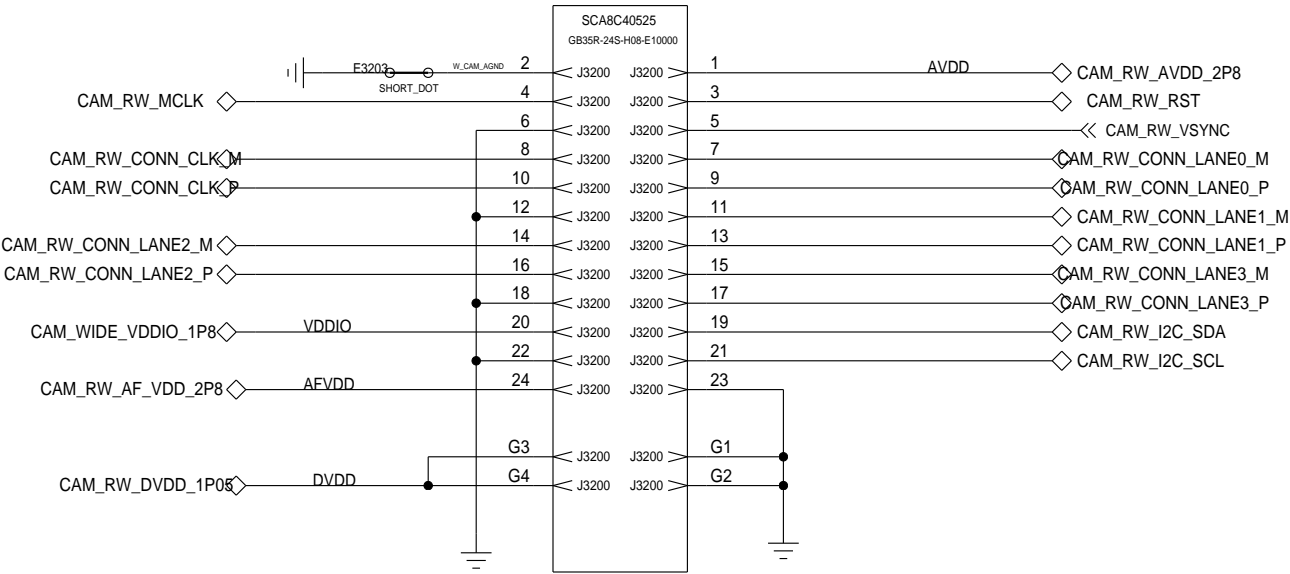 SCA8C40525
GB35R-24S-H08-E10000
E3203 W_CAM_AGND 2 J3200 J3200 1 AVDD CAM_RW_AVDD_2P8
SHORT_DOT
CAM_RW_MCLK 4 J3200 J3200 3 CAM_RW_RST
6 J3200 J3200 5 CAM_RW_VSYNC
CAM_RW_CONN_CLK_M 8 J3200 J3200 7 CAM_RW_CONN_LANE0_M
CAM_RW_CONN_CLK_P 10 J3200 J3200 9 CAM_RW_CONN_LANE0_P
12 J3200 J3200 11 CAM_RW_CONN_LANE1_M
CAM_RW_CONN_LANE2_M 14 J3200 J3200 13 CAM_RW_CONN_LANE1_P
CAM_RW_CONN_LANE2_P 16 J3200 J3200 15 CAM_RW_CONN_LANE3_M
18 J3200 J3200 17 CAM_RW_CONN_LANE3_P
CAM_WIDE_VDDIO_1P8 VDDIO 20 J3200 J3200 19 CAM_RW_I2C_SDA
22 J3200 J3200 21 CAM_RW_I2C_SCL
CAM_RW_AF_VDD_2P8 AFVDD 24 J3200 J3200 23
G3 J3200 J3200 G1
CAM_RW_DVDD_1P05 DVDD G4 J3200 J3200 G2